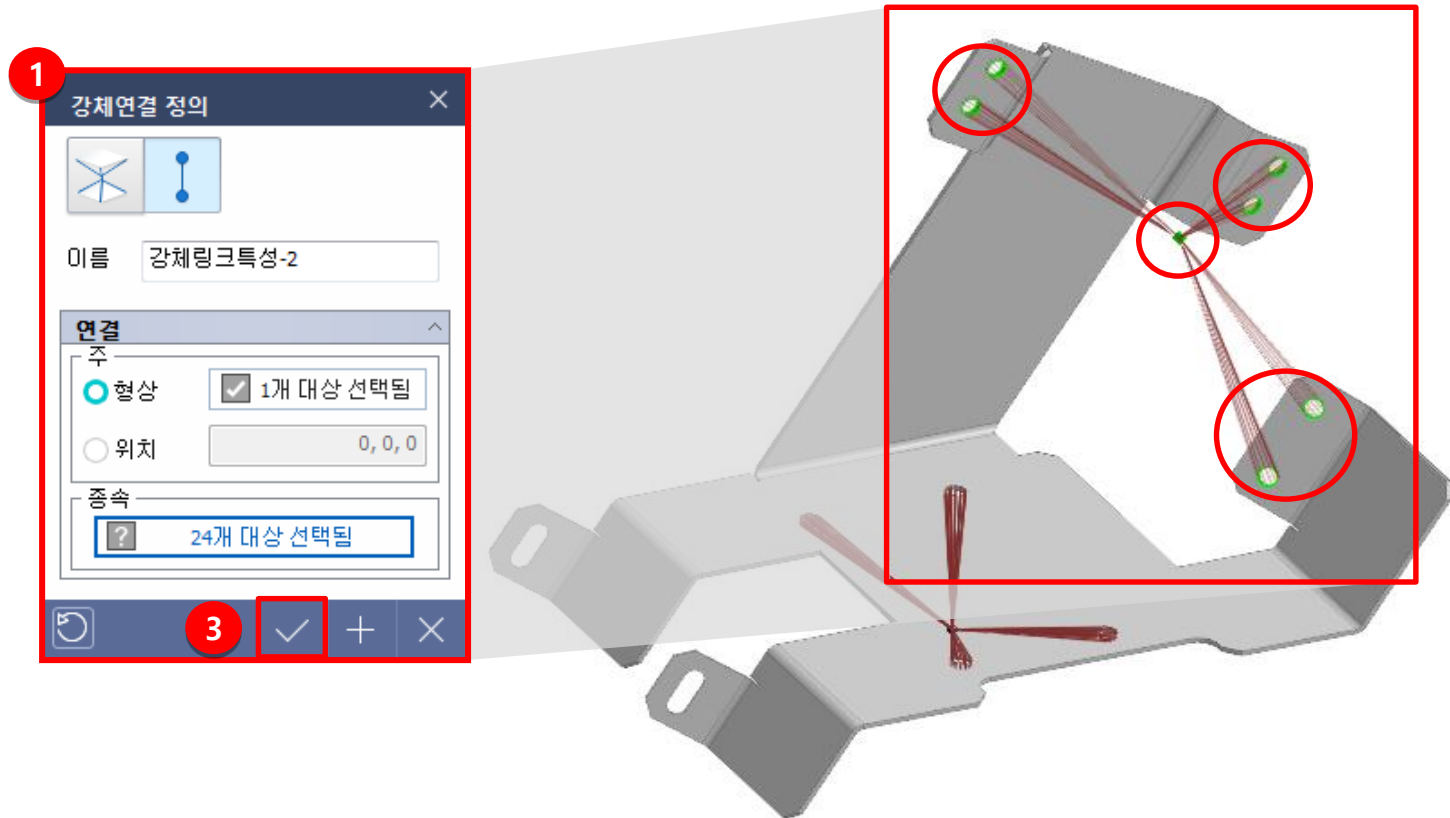 1
강체연결 정의
이름 강체링크특성-2
연결
주
형상 1개 대상 선택됨
위치 0, 0, 0
종속
? 24개 대상 선택됨
3